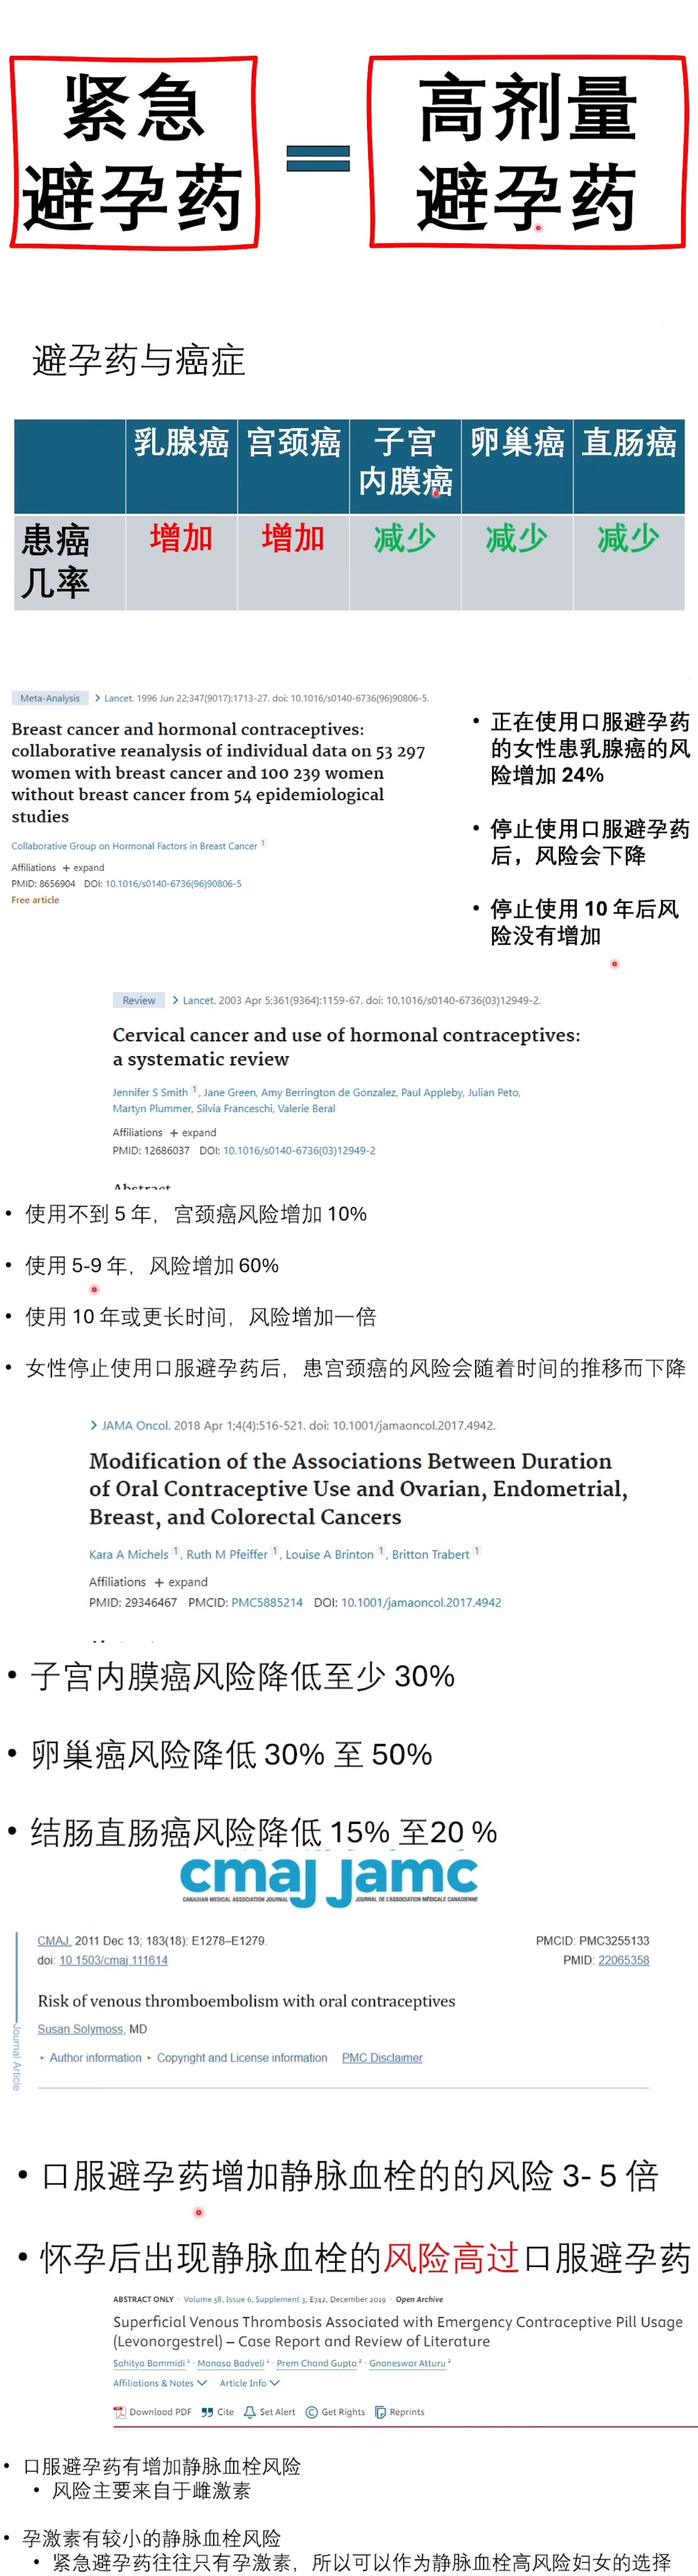 紧急
避孕药
高剂量
避孕药
避孕药与癌症
乳腺癌 宫颈癌 子宫内膜癌 卵巢癌 直肠癌
患癌几率 增加 增加 减少 减少 减少
Meta-Analysis > Lancet. 1996 Jun 22;347(9017):1713-27. doi: 10.1016/s0140-6736(96)90806-5.
Breast cancer and hormonal contraceptives:
collaborative reanalysis of individual data on 53 297
women with breast cancer and 100 239 women
without breast cancer from 54 epidemiological
studies
Collaborative Group on Hormonal Factors in Breast Cancer 1
Affiliations + expand
PMID: 8656904 DOI: 10.1016/s0140-6736(96)90806-5
Free article
• 正在使用口服避孕药
的女性患乳腺癌的风
险增加 24%
• 停止使用口服避孕药
后，风险会下降
• 停止使用 10 年后风
险没有增加
Review > Lancet. 2003 Apr 5;361(9364):1159-67. doi: 10.1016/s0140-6736(03)12949-2.
Cervical cancer and use of hormonal contraceptives:
a systematic review
Jennifer S Smith 1, Jane Green, Amy Berrington de Gonzalez, Paul Appleby, Julian Peto,
Martyn Plummer, Silvia Franceschi, Valerie Beral
Affiliations + expand
PMID: 12686037 DOI: 10.1016/s0140-6736(03)12949-2
Abstract
• 使用不到 5 年，宫颈癌风险增加 10%
• 使用 5-9 年，风险增加 60%
• 使用 10 年或更长时间，风险增加一倍
• 女性停止使用口服避孕药后，患宫颈癌的风险会随着时间的推移而下降
> JAMA Oncol. 2018 Apr 1;4(4):516-521. doi: 10.1001/jamaoncol.2017.4942.
Modification of the Associations Between Duration
of Oral Contraceptive Use and Ovarian, Endometrial,
Breast, and Colorectal Cancers
Kara A Michels 1, Ruth M Pfeiffer 1, Louise A Brinton 1, Britton Trabert 1
Affiliations + expand
PMID: 29346467 PMCID: PMC5885214 DOI: 10.1001/jamaoncol.2017.4942
• 子宫内膜癌风险降低至少 30%
• 卵巢癌风险降低 30% 至 50%
• 结肠直肠癌风险降低 15% 至20 %
cmaj jamc
CANADIAN MEDICAL ASSOCIATION JOURNAL JOURNAL DE L'ASSOCIATION MÉDICALE CANADIENNE
CMAJ. 2011 Dec 13; 183(18): E1278–E1279. PMCID: PMC3255133
doi: 10.1503/cmaj.111614 PMID: 22065358
Risk of venous thromboembolism with oral contraceptives
Susan Solymoss, MD
▸ Author information ▸ Copyright and License information PMC Disclaimer
Journal Article
• 口服避孕药增加静脉血栓的的风险 3- 5 倍
• 怀孕后出现静脉血栓的风险高过口服避孕药
ABSTRACT ONLY · Volume 58, Issue 6, Supplement 3, E742, December 2019 · Open Archive
Superficial Venous Thrombosis Associated with Emergency Contraceptive Pill Usage
(Levonorgestrel) – Case Report and Review of Literature
Sahitya Bammidi 1 · Manasa Badveli 1 · Prem Chand Gupta 2 · Gnaneswar Atturu 2
Affiliations & Notes Article Info
Download PDF Cite Set Alert Get Rights Reprints
• 口服避孕药有增加静脉血栓风险
• 风险主要来自于雌激素
• 孕激素有较小的静脉血栓风险
• 紧急避孕药往往只有孕激素，所以可以作为静脉血栓高风险妇女的选择